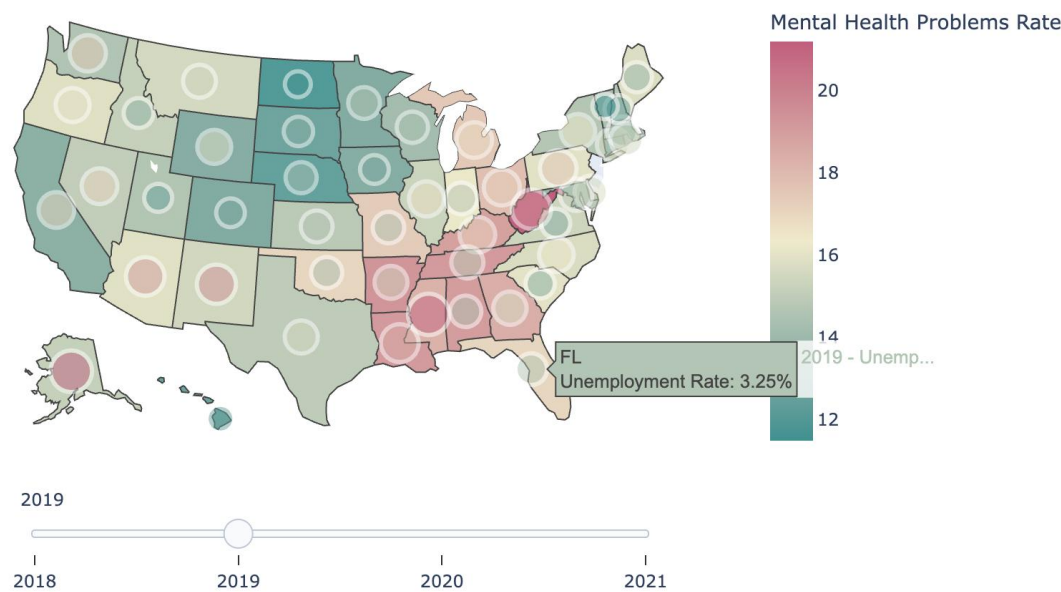 Mental Health Problems Rate
20
18
16
14
FL
2019 - Unemp...
Unemployment Rate: 3.25%
12
2019
2018
2019
2020
2021